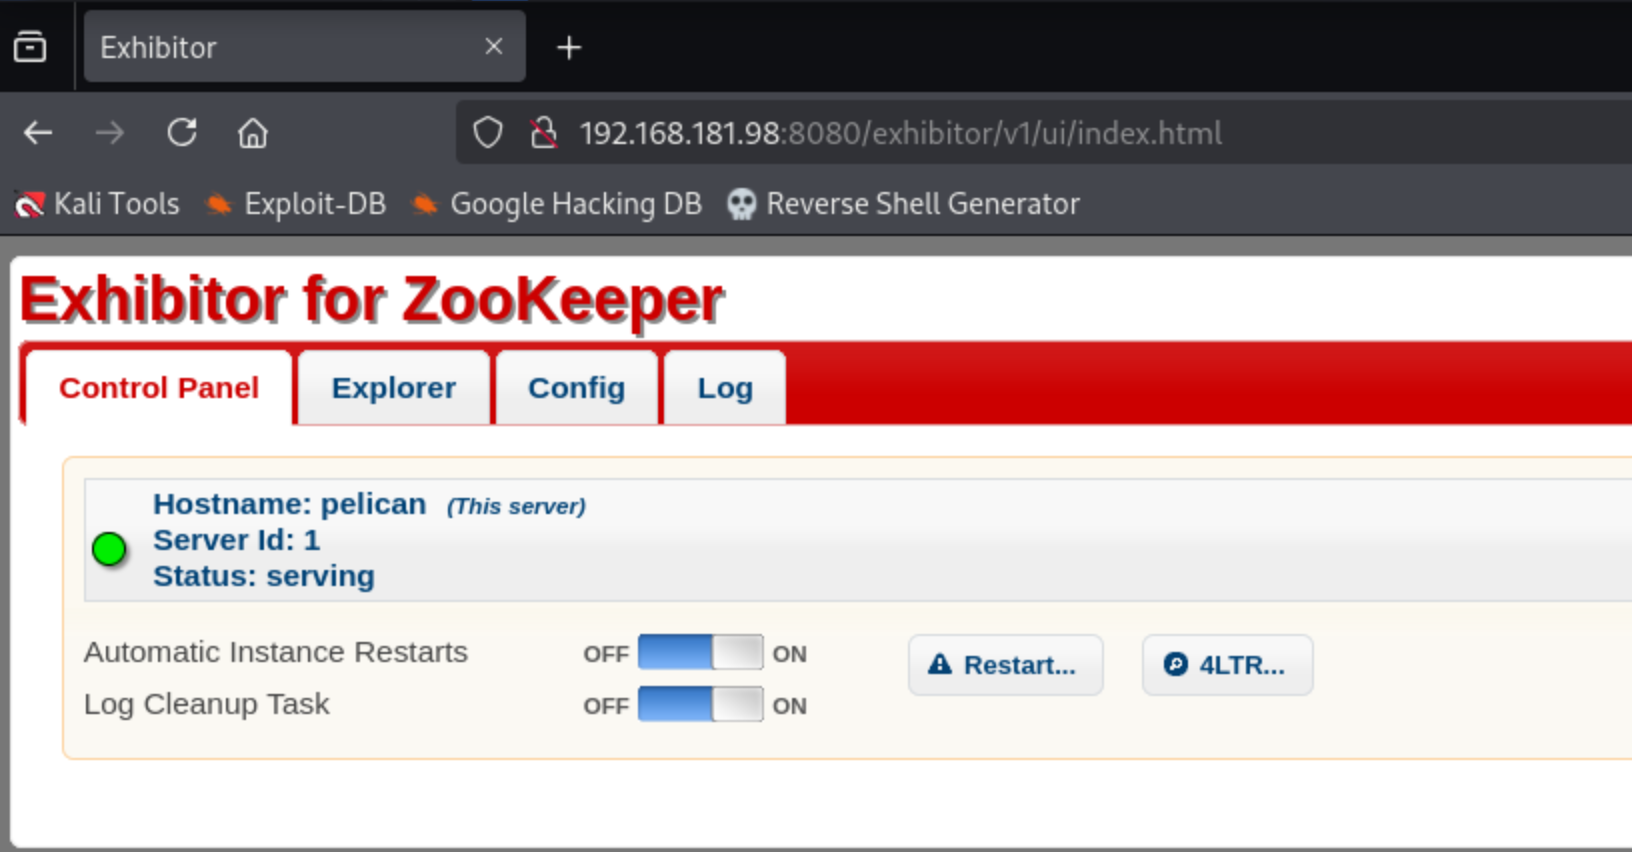 Exhibitor
192.168.181.98:8080/exhibitor/v1/ui/index.html
Kali Tools Exploit-DB Google Hacking DB Reverse Shell Generator
Exhibitor for ZooKeeper
Control Panel Explorer Config Log
Hostname: pelican (This server)
Server Id: 1
Status: serving
Automatic Instance Restarts OFF ON Restart... 4LTR...
Log Cleanup Task OFF ON